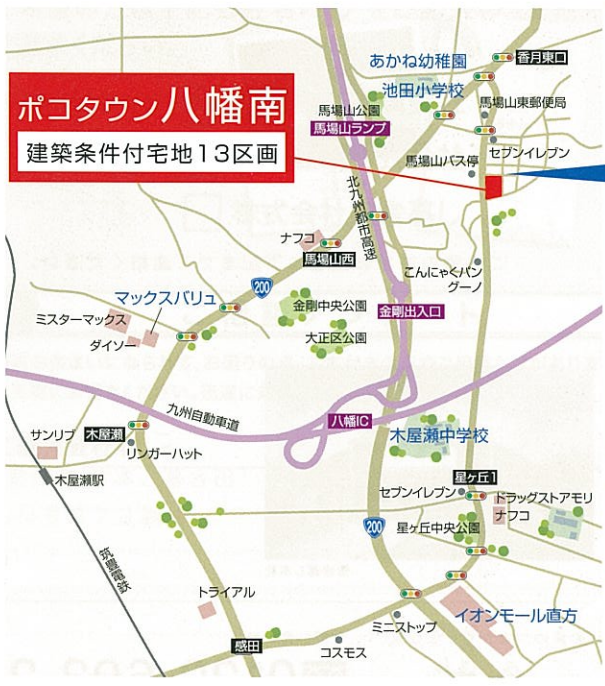 あかね幼稚園
香月東口
池田小学校
ポコタウン八幡南
建築条件付宅地13区画
馬場山公園
馬場山ランプ
馬場山東郵便局
セブンイレブン
馬場山バス停
北九州都市高速
ナフコ
馬場山西
こんにゃくパン
グーノ
200
マックスバリュ
金剛中央公園
金剛出入口
ミスターマックス
大正区公園
ダイソー
九州自動車道
八幡IC
木屋瀬
木屋瀬中学校
サンリブ
リンガーハット
木屋瀬駅
セブンイレブン
星ヶ丘1
ドラッグストアモリ
ナフコ
200
星ヶ丘中央公園
筑豊電鉄
トライアル
イオンモール直方
ミニストップ
感田
コスモス